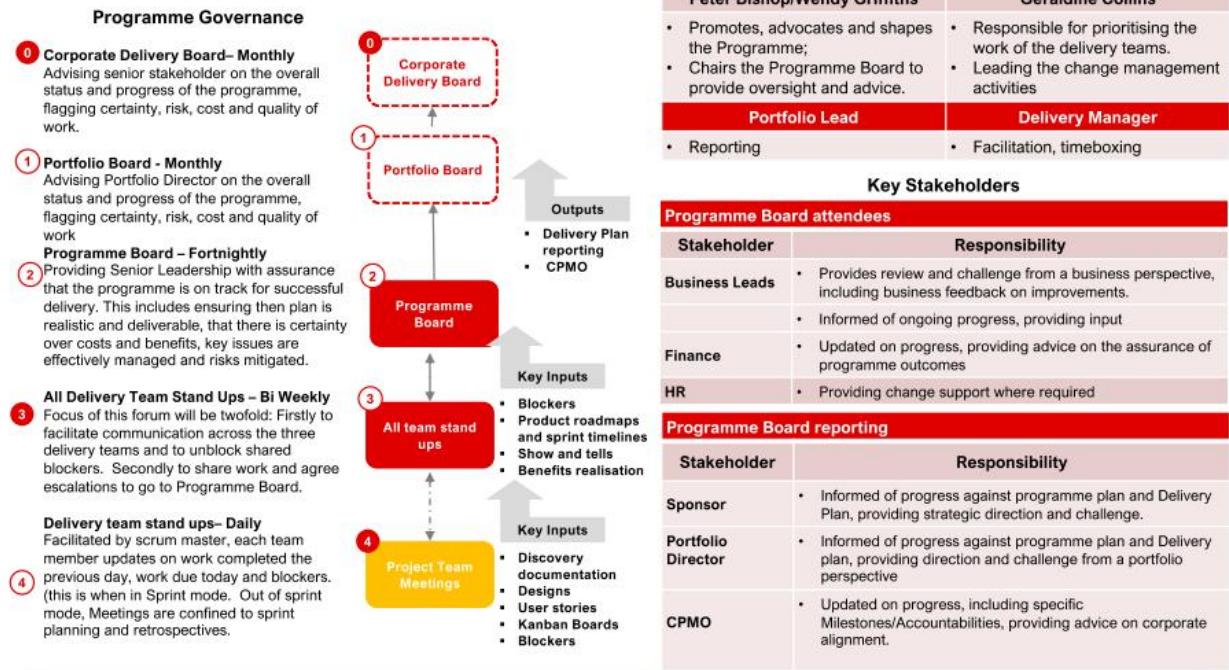 Programme Governance
0
Corporate Delivery Board– Monthly
Advising senior stakeholder on the overall
status and progress of the programme,
flagging certainty, risk, cost and quality of
work.
1
Portfolio Board - Monthly
Advising Portfolio Director on the overall
status and progress of the programme,
flagging certainty, risk, cost and quality of
work
Programme Board – Fortnightly
2
Providing Senior Leadership with assurance
that the programme is on track for successful
delivery. This includes ensuring then plan is
realistic and deliverable, that there is certainty
over costs and benefits, key issues are
effectively managed and risks mitigated.
All Delivery Team Stand Ups – Bi Weekly
3
Focus of this forum will be twofold: Firstly to
facilitate communication across the three
delivery teams and to unblock shared
blockers. Secondly to share work and agree
escalations to go to Programme Board.
Delivery team stand ups– Daily
Facilitated by scrum master, each team
member updates on work completed the
previous day, work due today and blockers.
4
(this is when in Sprint mode. Out of sprint
mode, Meetings are confined to sprint
planning and retrospectives.
0
Corporate
Delivery Board
1
Portfolio Board
Outputs
▪ Delivery Plan
reporting
▪ CPMO
2
Programme
Board
Key Inputs
▪ Blockers
▪ Product roadmaps
and sprint timelines
▪ Show and tells
▪ Benefits realisation
3
All team stand
ups
Key Inputs
▪ Discovery
documentation
▪ Designs
▪ User stories
▪ Kanban Boards
▪ Blockers
4
Project Team
Meetings
Peter Bishop/Wendy Griffiths
• Promotes, advocates and shapes
the Programme;
• Chairs the Programme Board to
provide oversight and advice.
Geraldine Collins
• Responsible for prioritising the
work of the delivery teams.
• Leading the change management
activities
Portfolio Lead
• Reporting
Delivery Manager
• Facilitation, timeboxing
Key Stakeholders
Programme Board attendees
Stakeholder Responsibility
Business Leads
• Provides review and challenge from a business perspective,
including business feedback on improvements.
• Informed of ongoing progress, providing input
Finance
• Updated on progress, providing advice on the assurance of
programme outcomes
HR • Providing change support where required
Programme Board reporting
Stakeholder Responsibility
Sponsor
• Informed of progress against programme plan and Delivery
Plan, providing strategic direction and challenge.
Portfolio
Director
• Informed of progress against programme plan and Delivery
plan, providing direction and challenge from a portfolio
perspective
CPMO
• Updated on progress, including specific
Milestones/Accountabilities, providing advice on corporate
alignment.